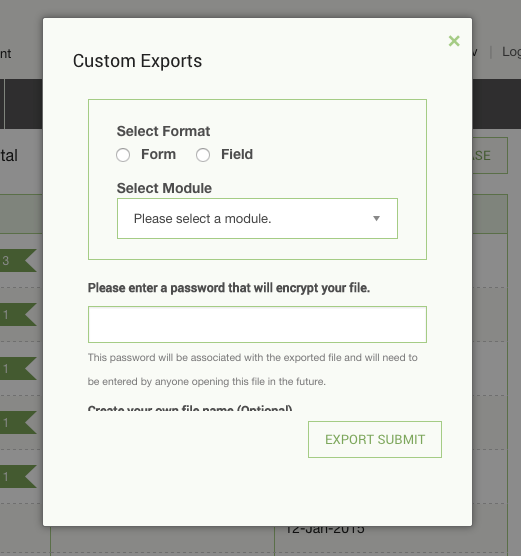 ×
Custom Exports
nt
v | Log
Select Format
Form Field
tal
ASE
Select Module
Please select a module.
3
Please enter a password that will encrypt your file.
1
This password will be associated with the exported file and will need to
1
be entered by anyone opening this file in the future.
Create your own file name (Optional)
1
EXPORT SUBMIT
1
12-Jan-2015